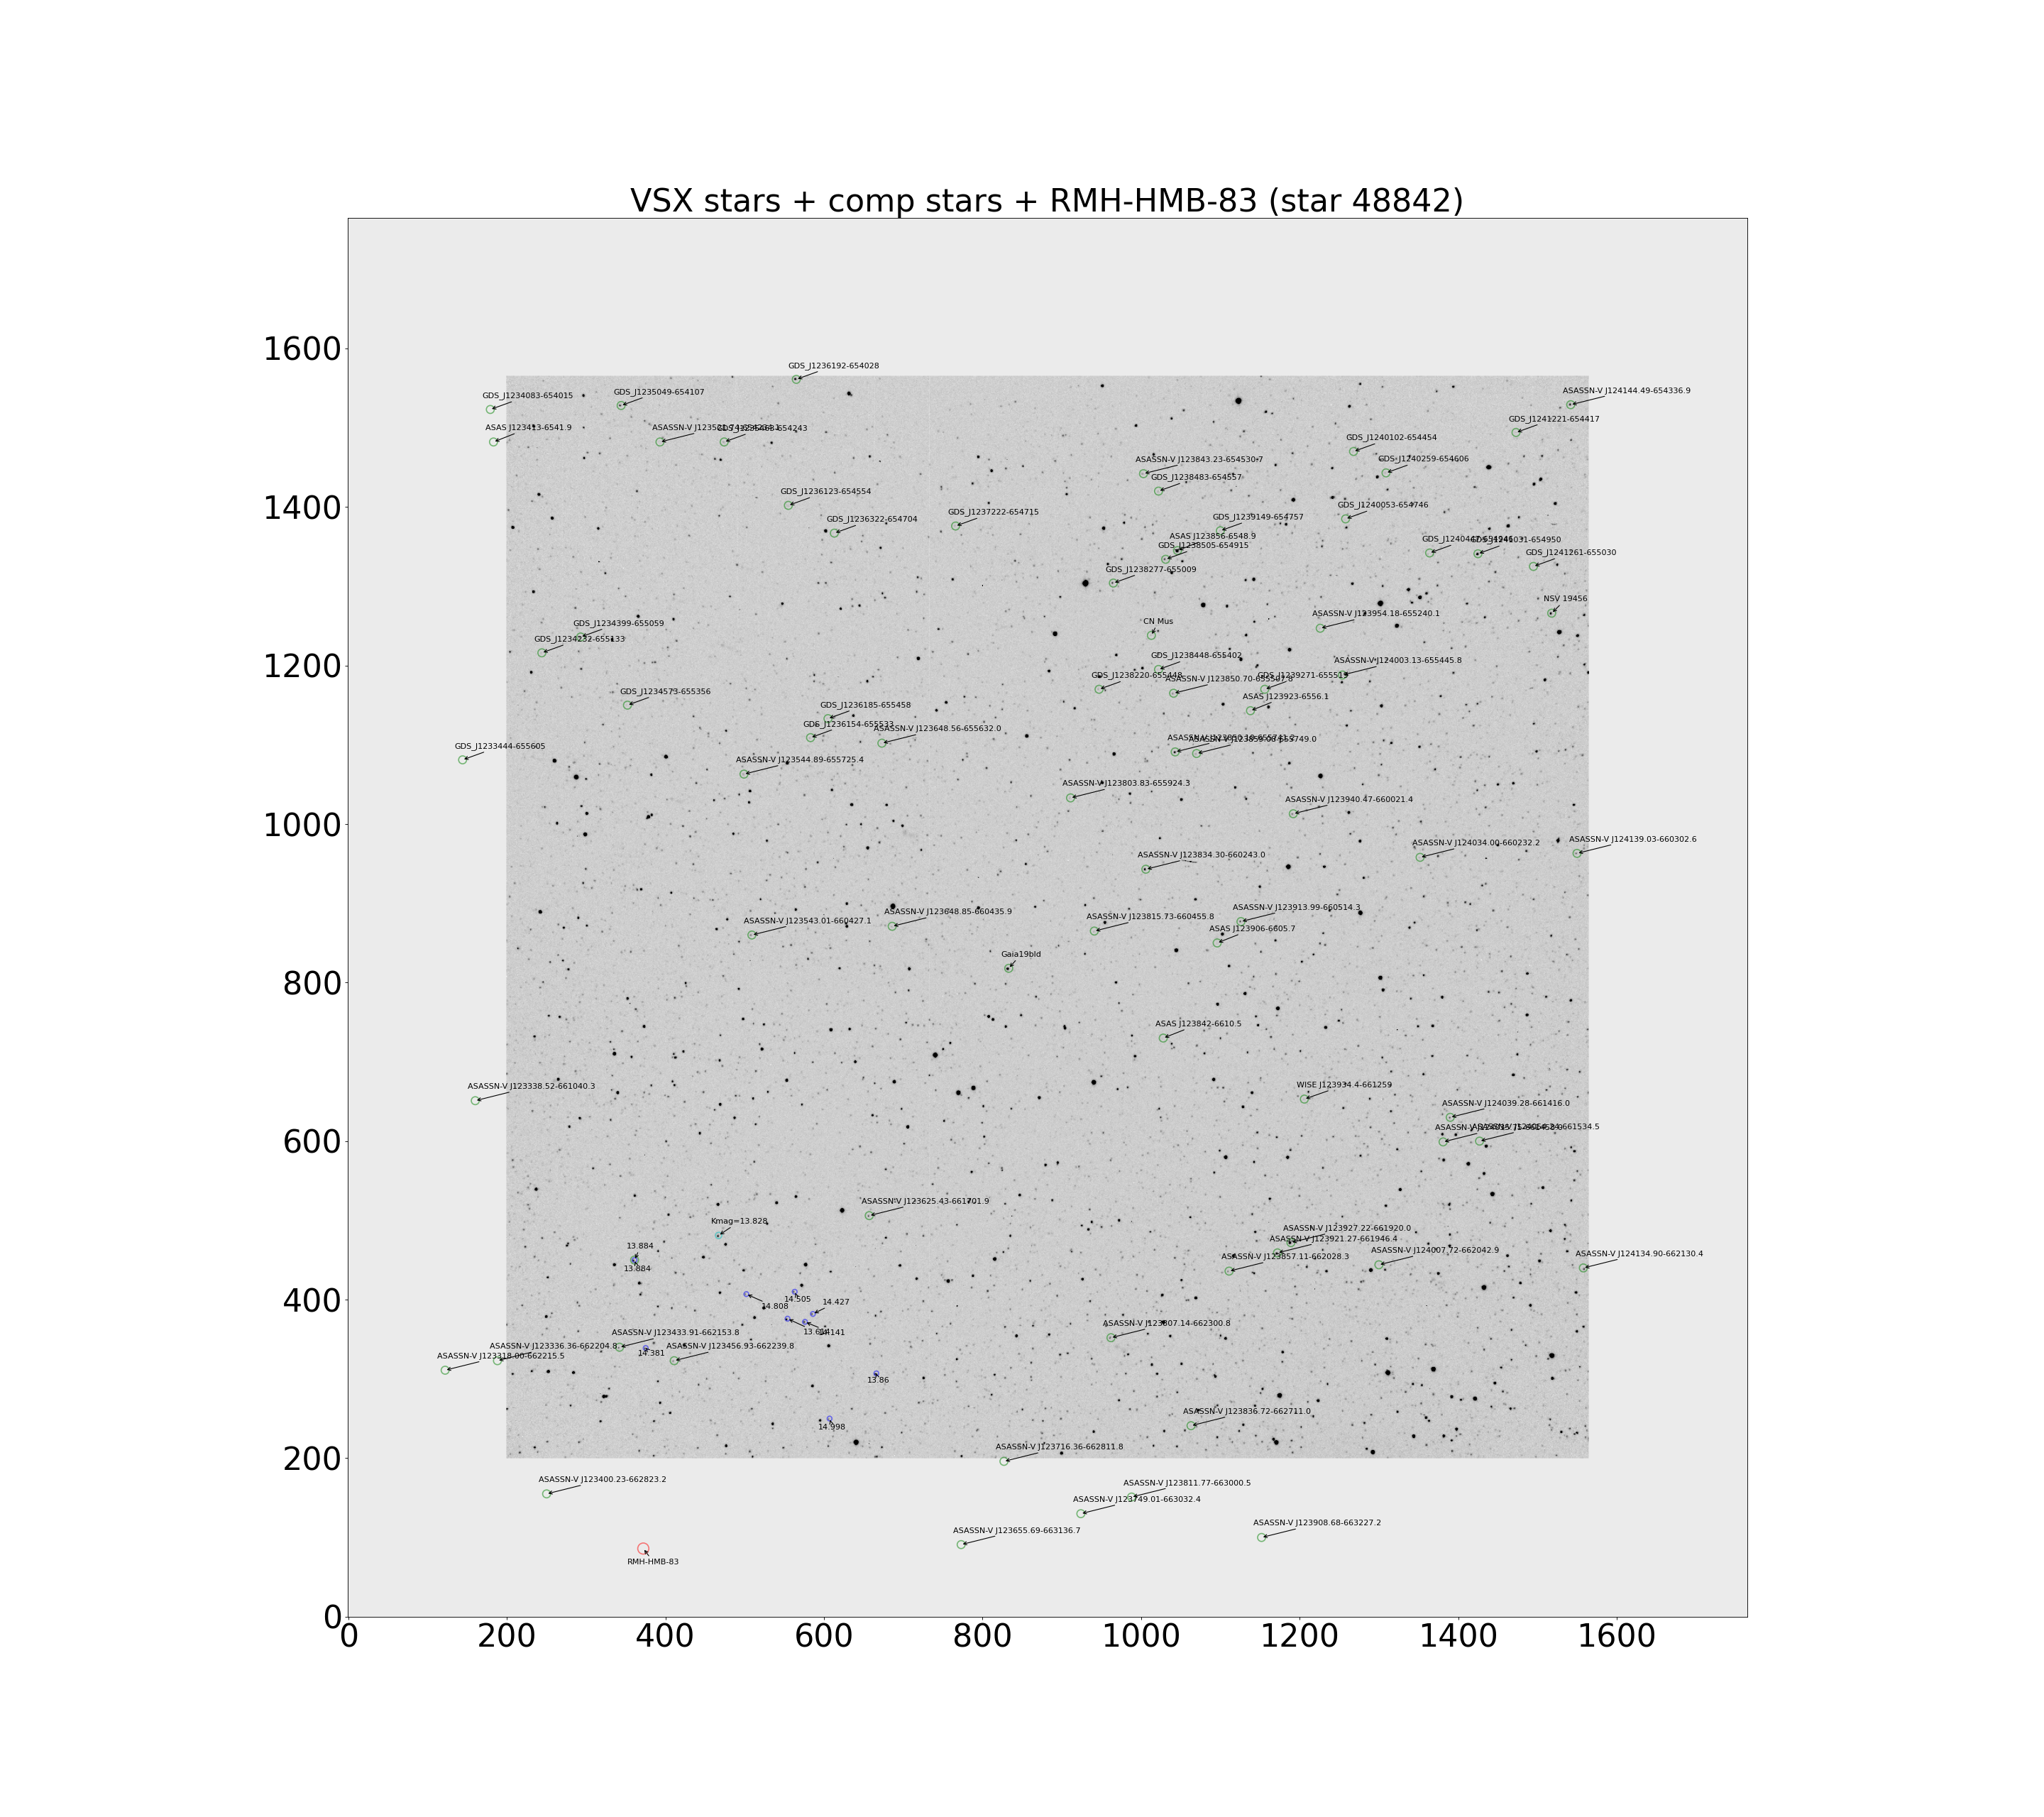 VSX stars + comp stars + RMH-HMB-83 (star 48842)
1600
GDS_J1236192-654028
ASASSN-V J124144.49-654336.9
GDS_J1235049-654107
GDS_J1234083-654015
GDS_J1241221-654417
ASAS J123413-6541.9
GDS_J1240102-654454
ASASSN-V J123843.23-654530.7
GDS_J1240259-654606
GDS_J1238483-654557
GDS_J1236123-654554
1400
GDS_J1240053-654746
GDS_J1237222-654715
GDS_J1239149-654757
GDS_J1236322-654704
ASAS J123856-6548.9
GDS_J1238505-654915
GDS_J1241261-655030
GDS_J1238277-655009
NSV 19456
ASASSN-V J123954.18-655240.1
CN Mus
GDS_J1234399-655059
GDS_J1234232-655133
1200
GDS_J1238448-655402
ASASSN-V J124003.13-655445.8
GDS_J1234573-655356
ASAS J123923-6556.1
GDS_J1236185-655458
GDS_J1236154-655533
ASASSN-V J123648.56-655632.0
GDS_J1233444-655605
ASASSN-V J123544.89-655725.4
ASASSN-V J123803.83-655924.3
ASASSN-V J123940.47-660021.4
1000
ASASSN-V J124139.03-660302.6
ASASSN-V J124034.00-660232.2
ASASSN-V J123834.30-660243.0
ASASSN-V J123913.99-660514.3
ASASSN-V J123648.85-660435.9
ASASSN-V J123815.73-660455.8
ASASSN-V J123543.01-660427.1
ASAS J123906-6605.7
Gaia19bld
800
ASAS J123842-6610.5
WISE J123934.4-661259
ASASSN-V J123338.52-661040.3
ASASSN-V J124039.28-661416.0
600
ASASSN-V J123625.43-661701.9
Kmag=13.828
ASASSN-V J123927.22-661920.0
ASASSN-V J123921.27-661946.4
13.884
ASASSN-V J124007.72-662042.9
ASASSN-V J124134.90-662130.4
ASASSN-V J123857.11-662028.3
13.884
400
14.505
14.427
14.808
ASASSN-V J123807.14-662300.8
14.141
ASASSN-V J123433.91-662153.8
ASASSN-V J123336.36-662204.8
ASASSN-V J123456.93-662239.8
14.381
ASASSN-V J123318.00-662215.5
13.86
ASASSN-V J123836.72-662711.0
14.998
ASASSN-V J123716.36-662811.8
200
ASASSN-V J123400.23-662823.2
ASASSN-V J123811.77-663000.5
ASASSN-V J123749.01-663032.4
ASASSN-V J123908.68-663227.2
ASASSN-V J123655.69-663136.7
RMH-HMB-83
0
0 200 400 600 800 1000 1200 1400 1600